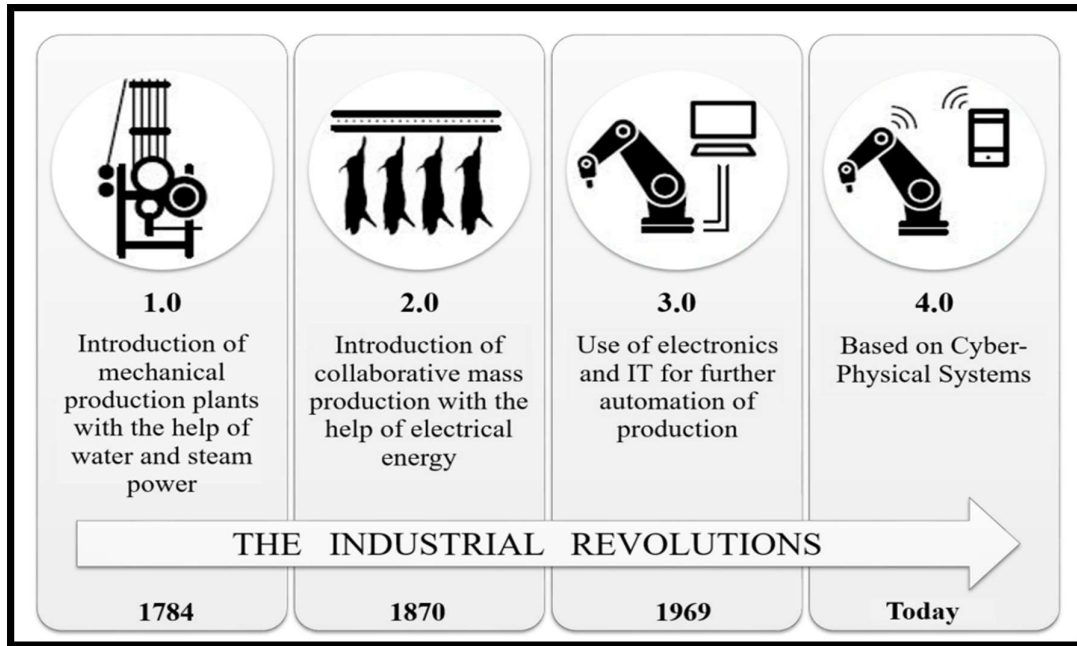 1.0
Introduction of
mechanical
production plants
with the help of
water and steam
power
2.0
Introduction of
collaborative mass
production with the
help of electrical
energy
3.0
Use of electronics
and IT for further
automation of
production
4.0
Based on Cyber-
Physical Systems
THE INDUSTRIAL REVOLUTIONS
1784
1870
1969
Today